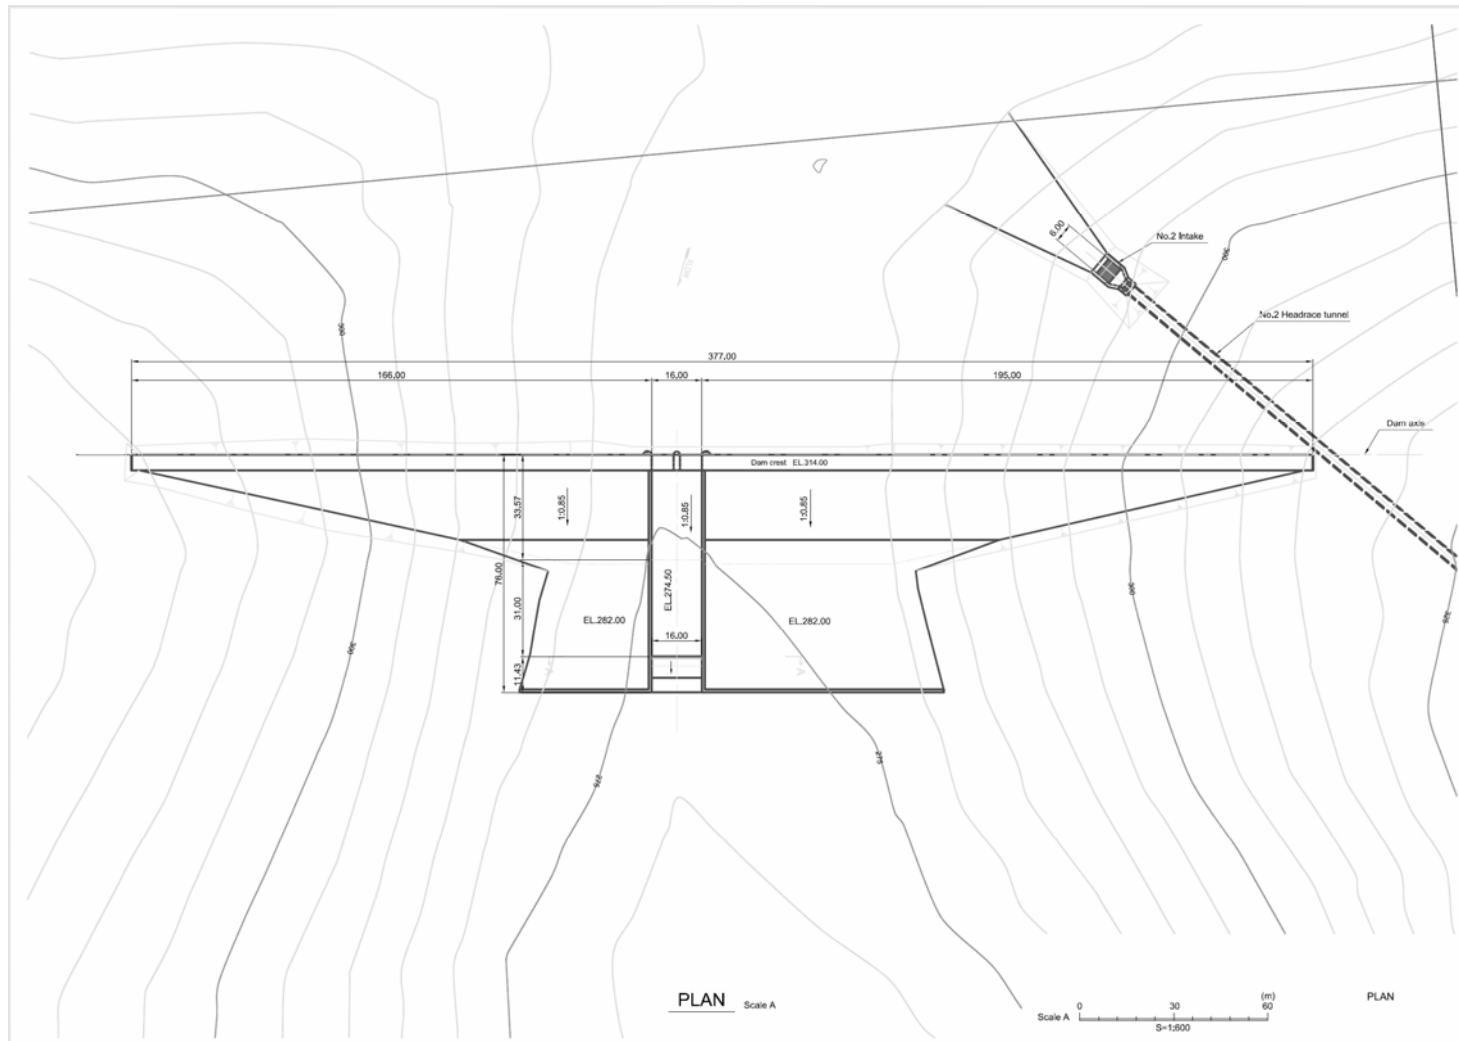 FLOW
6.00
No.2 Intake
300
No.2 Headrace tunnel
300
377.00
166.00
16.00
195.00
Dam axis
Dam crest EL.314.00
33.57
1:0.85
1:0.85
1:0.85
76.00
31.00
EL.274.50
EL.282.00
EL.282.00
300
325
16.00
300
11.43
A
A
275
275
PLAN Scale A
Scale A 0 30 60 (m)
S=1:600
PLAN